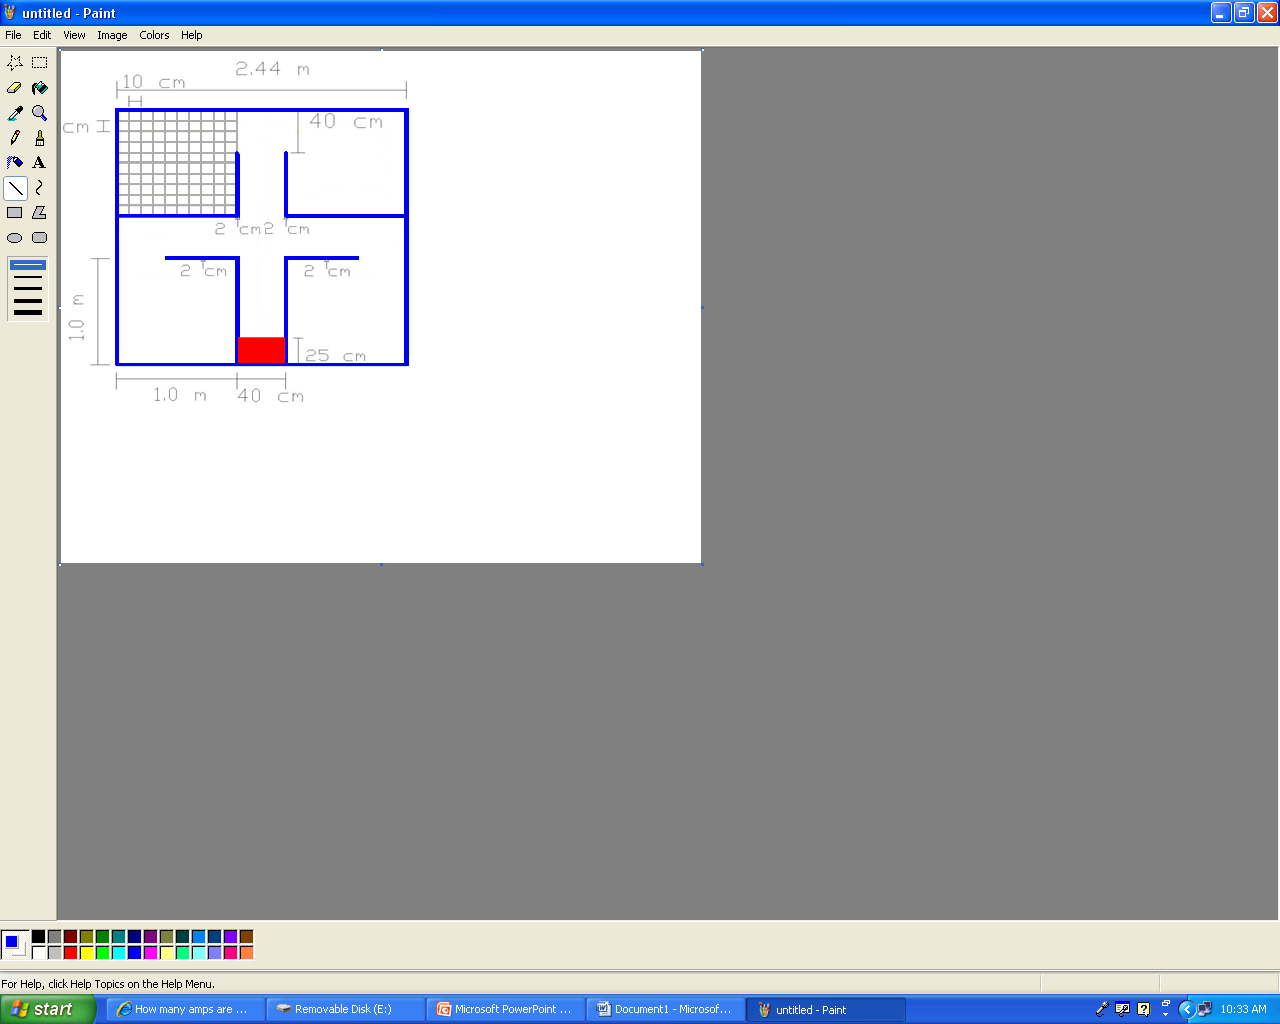 untitled - Paint
File Edit View Image Colors Help
2.44 m
10 cm
cm
40 cm
2 cm 2 cm
2 cm 2 cm
1.0 m
25 cm
1.0 m 40 cm
For Help, click Help Topics on the Help Menu.
start How many amps are ... Removable Disk (E:) Microsoft PowerPoint ... Document1 - Microsof... untitled - Paint 10:33 AM